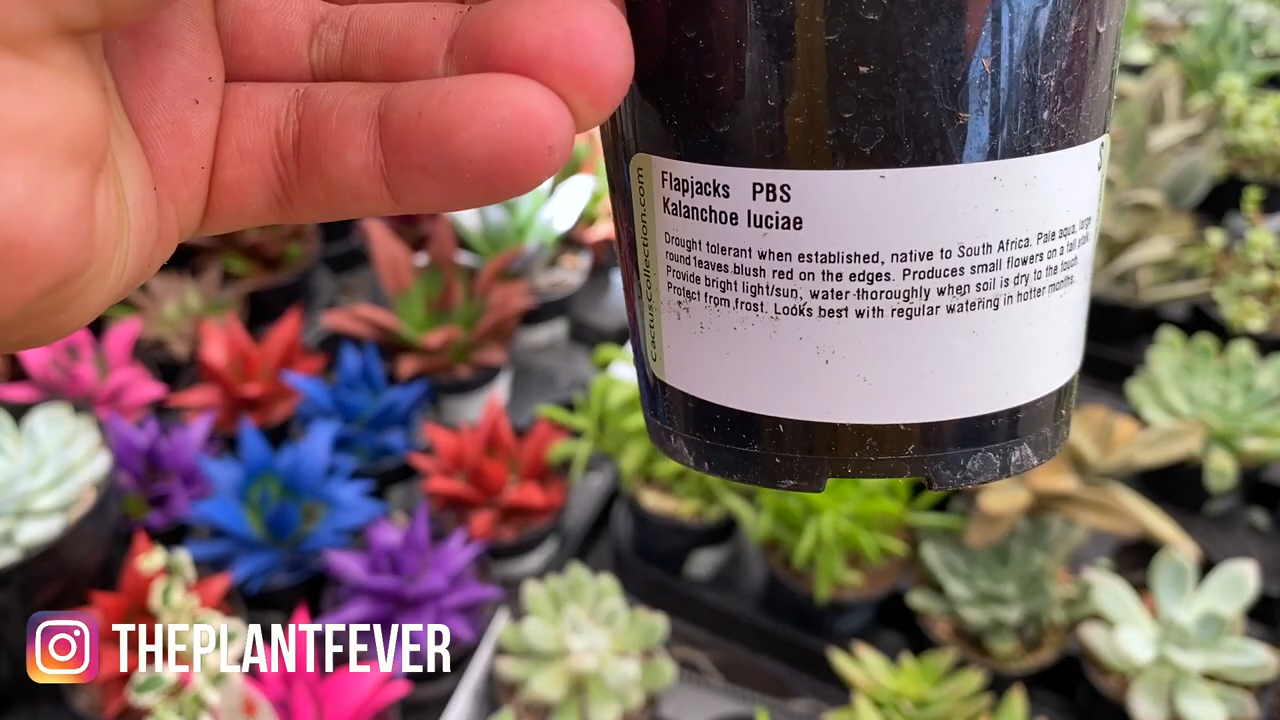 Flapjacks PBS
Kalanchoe luciae
Drought tolerant when established, native to South Africa. Pale aqua, large
round leaves blush red on the edges. Produces small flowers on a tall stalk.
Provide bright light/sun, water thoroughly when soil is dry to the touch.
Protect from frost. Looks best with regular watering in hotter months.
CactusCollection.com
S
THEPLANTFEVER